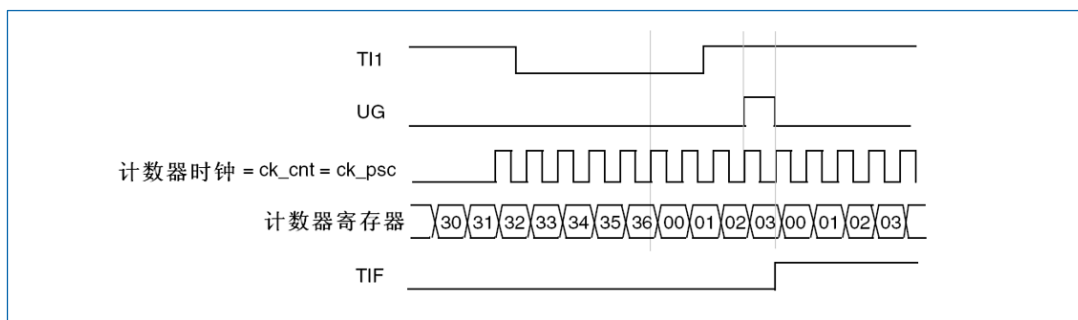 TI1
UG
计数器时钟 = ck_cnt = ck_psc
计数器寄存器 30 31 32 33 34 35 36 00 01 02 03 00 01 02 03
TIF